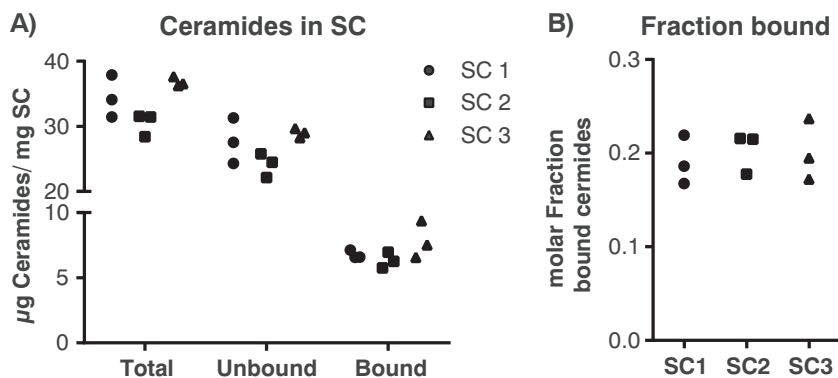 A)
Ceramides in SC
µg Ceramides/ mg SC
40
30
20
10
5
0
Total
Unbound
Bound
SC 1
SC 2
SC 3
B)
Fraction bound
molar Fraction
bound cermides
0.3
0.2
0.1
0.0
SC1
SC2
SC3